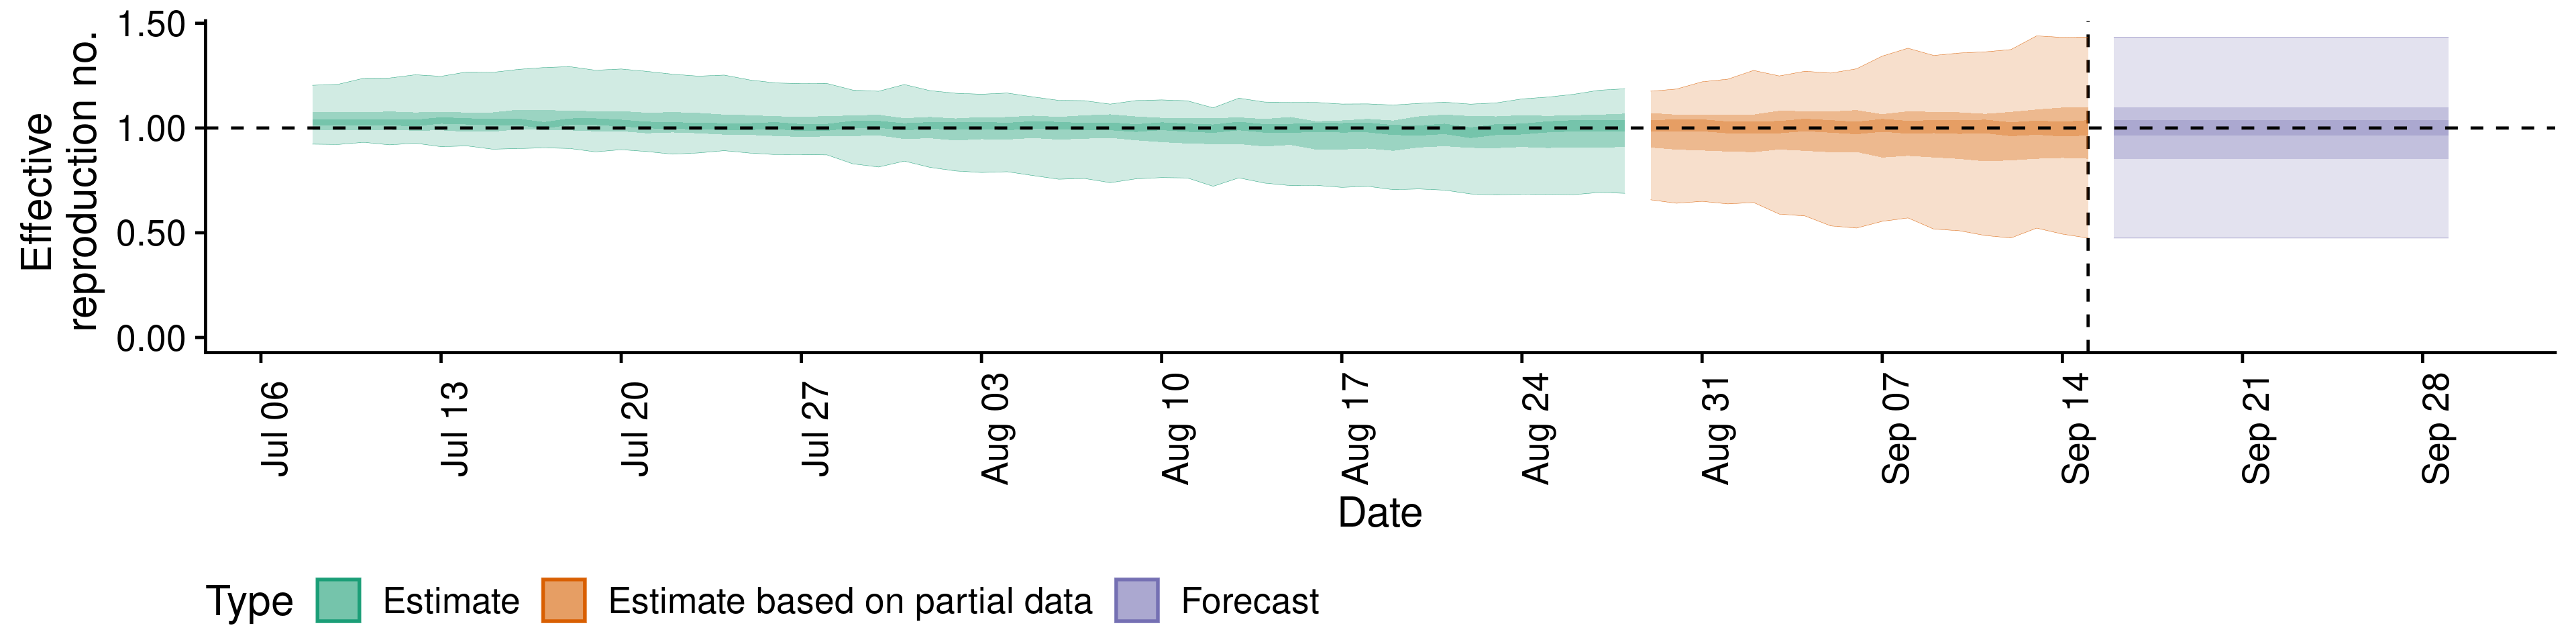 Effective
reproduction no.
1.50
1.00
0.50
0.00
Jul 06
Jul 13
Jul 20
Jul 27
Aug 03
Aug 10
Aug 17
Aug 24
Aug 31
Sep 07
Sep 14
Sep 21
Sep 28
Date
Type Estimate Estimate based on partial data Forecast